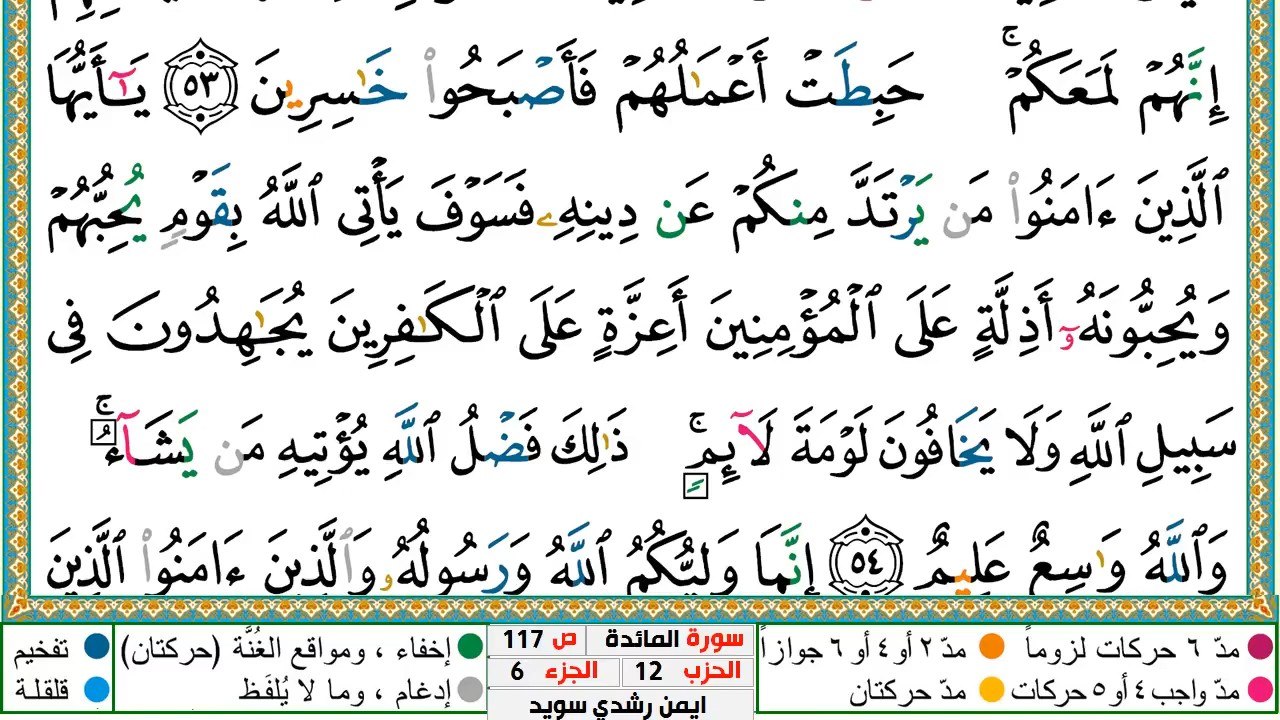 إِنَّهُمْ لَمَعَكُمْ ۚ حَبِطَتْ أَعْمَٰلُهُمْ فَأَصْبَحُوا۟ خَٰسِرِينَ ٥٣ يَـٰٓأَيُّهَا
ٱلَّذِينَ ءَامَنُوا۟ مَن يَرْتَدَّ مِنكُمْ عَن دِينِهِۦ فَسَوْفَ يَأْتِى ٱللَّهُ بِقَوْمٍ يُحِبُّهُمْ
وَيُحِبُّونَهُۥٓ أَذِلَّةٍ عَلَى ٱلْمُؤْمِنِينَ أَعِزَّةٍ عَلَى ٱلْكَـٰفِرِينَ يُجَـٰهِدُونَ فِى
سَبِيلِ ٱللَّهِ وَلَا يَخَافُونَ لَوْمَةَ لَآئِمٍ ۚ ذَٰلِكَ فَضْلُ ٱللَّهِ يُؤْتِيهِ مَن يَشَآءُ ۚ
وَٱللَّهُ وَٰسِعٌ عَلِيمٌ ٥٤ إِنَّمَا وَلِيُّكُمُ ٱللَّهُ وَرَسُولُهُۥ وَٱلَّذِينَ ءَامَنُوا۟ ٱلَّذِينَ
مدّ ٦ حركات لزوماً مدّ ٢ أو ٤ أو ٦ جوازاً
مدّ واجب ٤ أو ٥ حركات مدّ حركتان
سورة المائدة ص 117
الحزب 12 الجزء 6
ايمن رشدي سويد
إخفاء ، ومواقع الغُنَّة (حركتان) تفخيم
إدغام ، وما لا يُلفَظ قلقلة